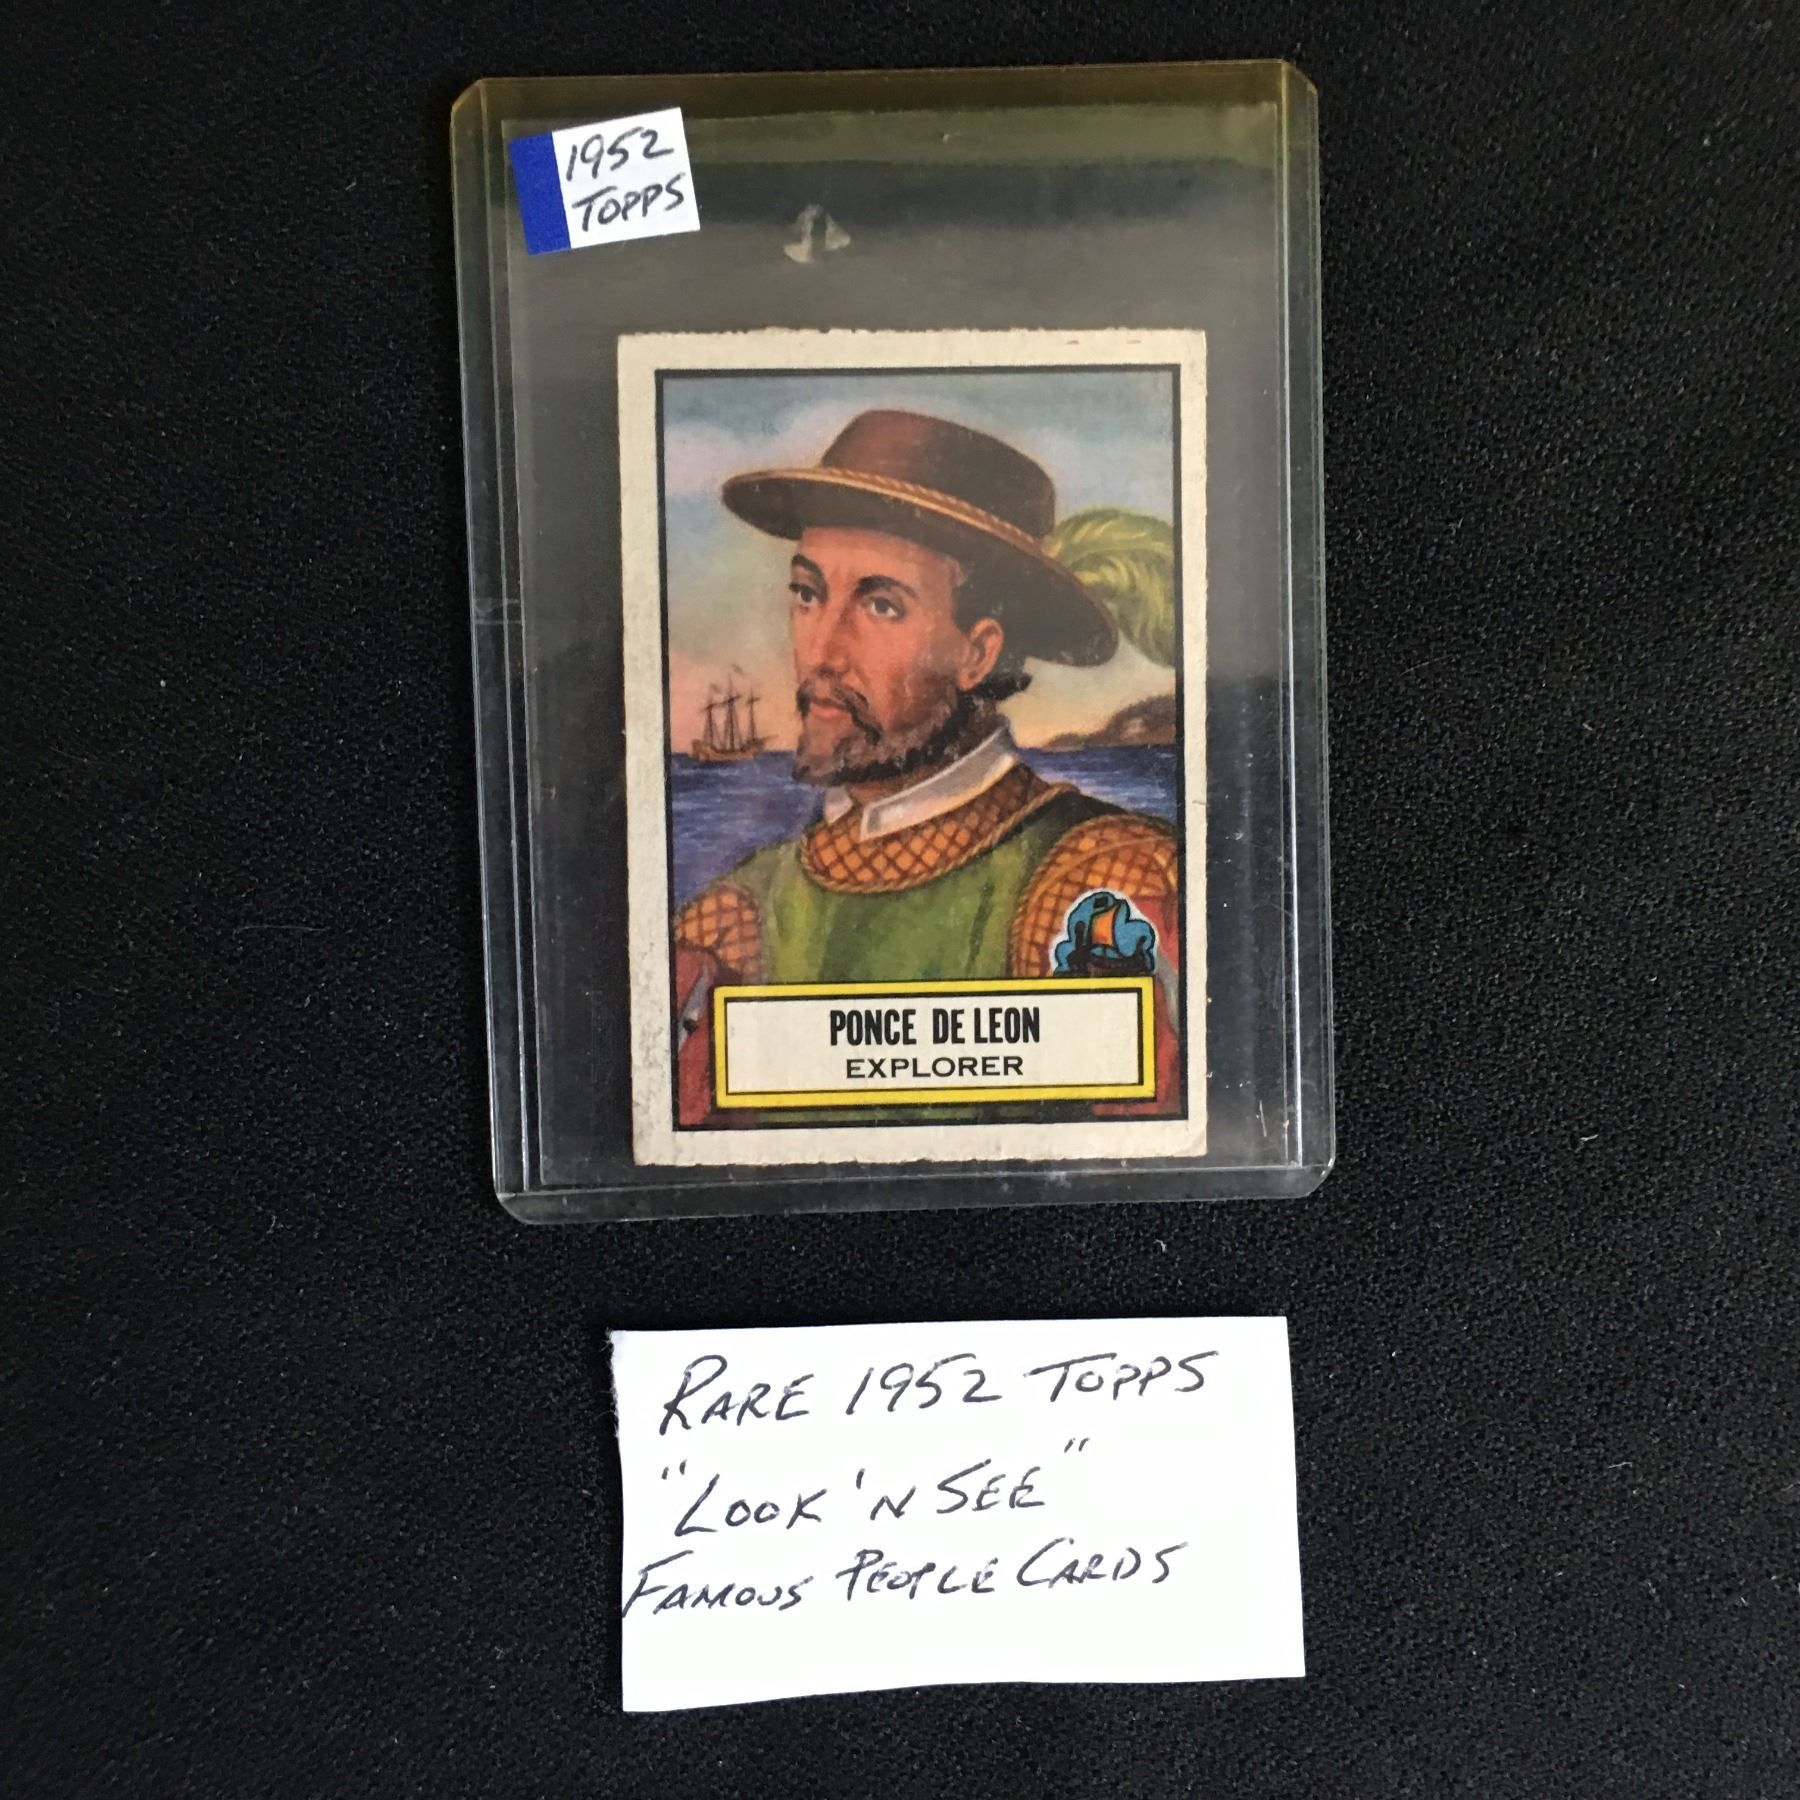 1952
TOPPS
PONCE DE LEON
EXPLORER
RARE 1952 TOPPS
"LOOK 'N SEE"
FAMOUS PEOPLE CARDS